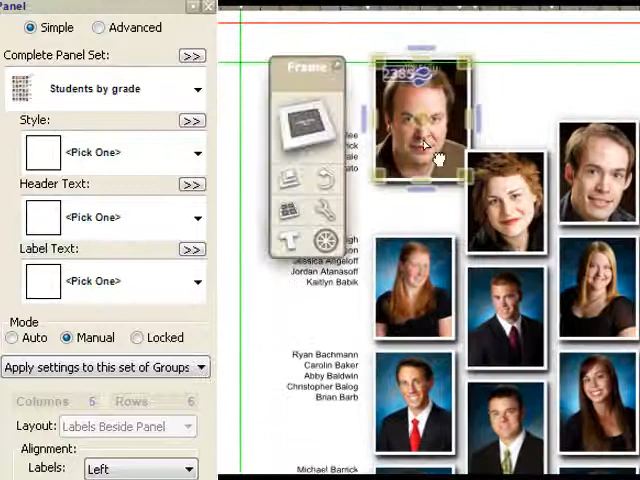 Panel
Simple
Advanced
Complete Panel Set:
>>
Students by grade
Style:
>>
<Pick One>
Header Text:
>>
<Pick One>
Label Text:
>>
<Pick One>
Mode
Auto
Manual
Locked
Apply settings to this set of Groups
Columns 5 Rows 6
Layout: Labels Beside Panel
Alignment:
Labels: Left
Frame
2385
Jessica Angeloff
Jordan Atanasoff
Kaitlyn Babik
Ryan Bachmann
Carolin Baker
Abby Baldwin
Christopher Balog
Brian Barb
Michael Barrick